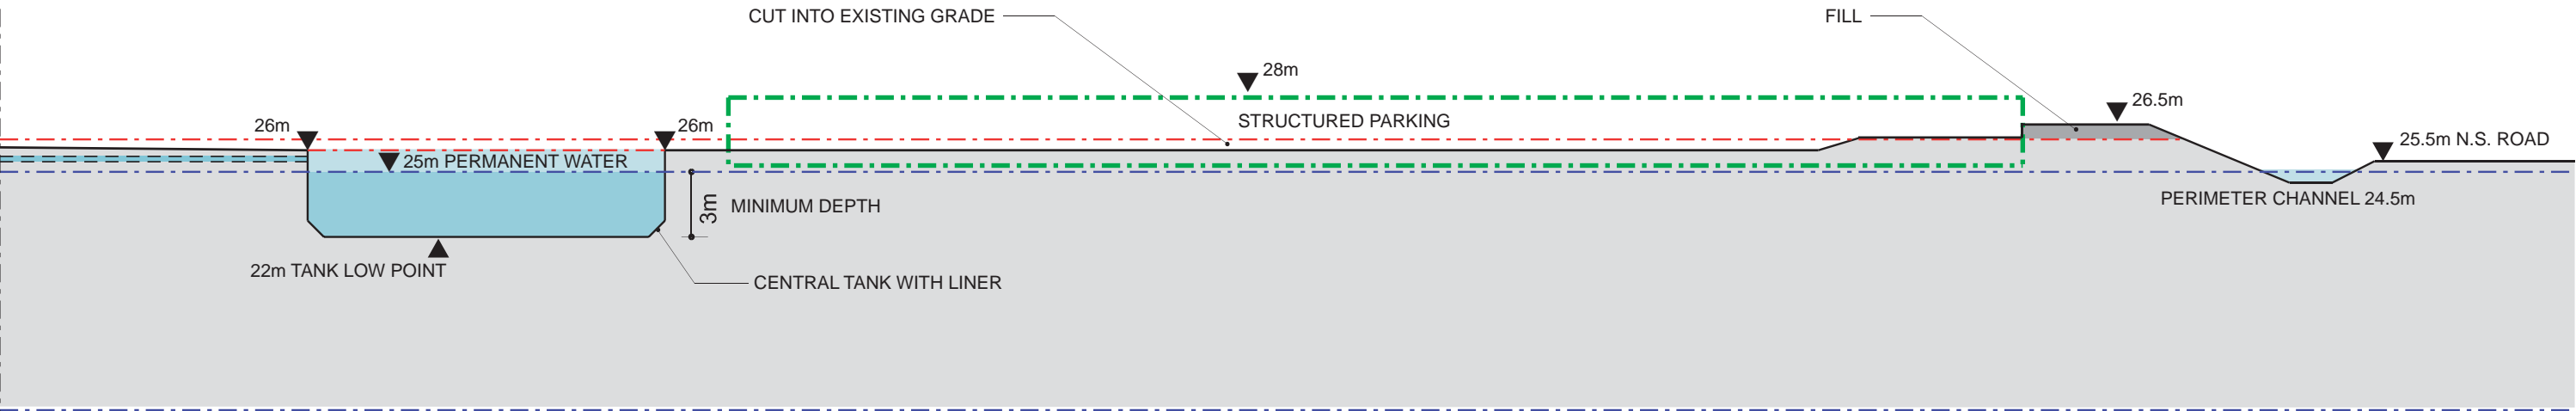 CUT INTO EXISTING GRADE
FILL
28m
26.5m
26m
26m
STRUCTURED PARKING
25.5m N.S. ROAD
25m PERMANENT WATER
3m
MINIMUM DEPTH
PERIMETER CHANNEL 24.5m
22m TANK LOW POINT
CENTRAL TANK WITH LINER